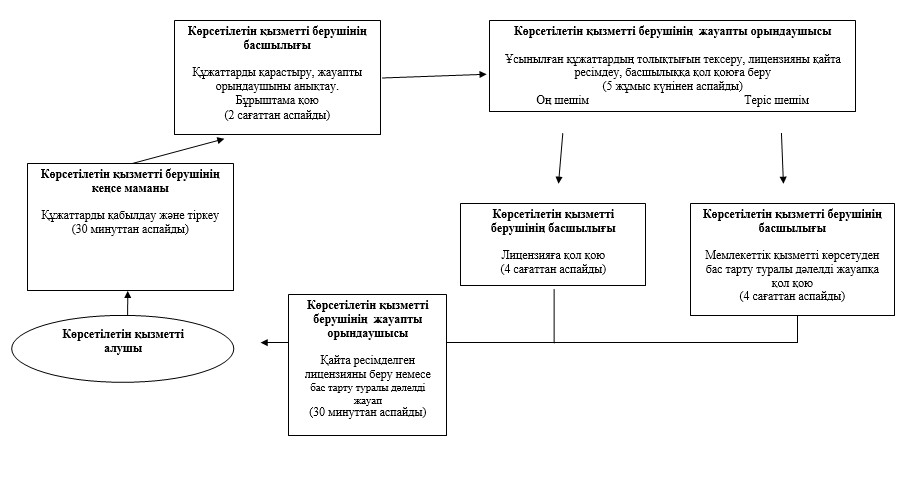 Көрсетілетін қызметті берушінің
басшылығы
Құжаттарды қарастыру, жауапты
орындаушыны анықтау.
Бұрыштама қою
(2 сағаттан аспайды)
Көрсетілетін қызметті берушінің жауапты орындаушысы
Ұсынылған құжаттардың толықтығын тексеру, лицензияны қайта
ресімдеу, басшылыққа қол қоюға беру
(5 жұмыс күнінен аспайды)
Оң шешім Теріс шешім
Көрсетілетін қызметті берушінің
кеңсе маманы
Құжаттарды қабылдау және тіркеу
(30 минуттан аспайды)
Көрсетілетін қызметті
берушінің басшылығы
Лицензияға қол қою
(4 сағаттан аспайды)
Көрсетілетін қызметті берушінің
басшылығы
Мемлекеттік қызметті көрсетуден
бас тарту туралы дәлелді жауапқа
қол қою
(4 сағаттан аспайды)
Көрсетілетін қызметті
берушінің жауапты
орындаушысы
Қайта ресімделген
лицензияны беру немесе
бас тарту туралы дәлелді
жауап
(30 минуттан аспайды)
Көрсетілетін қызметті
алушы